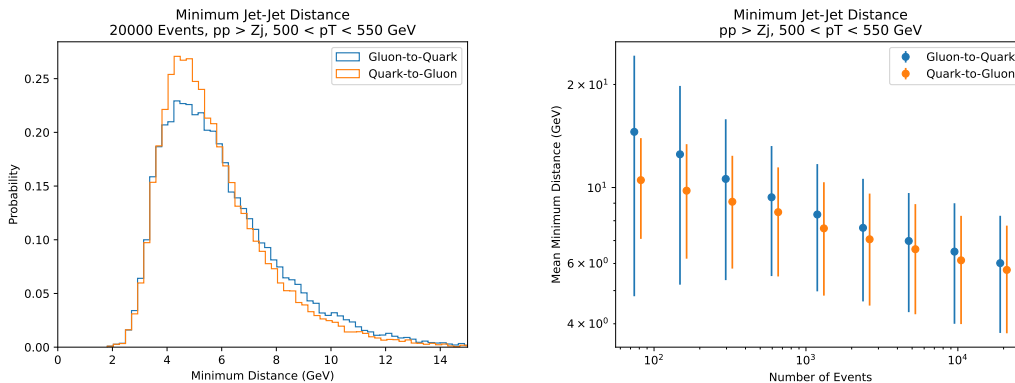 Minimum Jet-Jet Distance
20000 Events, pp > Zj, 500 < pT < 550 GeV
Gluon-to-Quark
Quark-to-Gluon
0.25
0.20
0.15
0.10
0.05
0.00
Probability
0 2 4 6 8 10 12 14
Minimum Distance (GeV)
Minimum Jet-Jet Distance
pp > Zj, 500 < pT < 550 GeV
Gluon-to-Quark
Quark-to-Gluon
2 × 10¹
10¹
6 × 10⁰
4 × 10⁰
Mean Minimum Distance (GeV)
10² 10³ 10⁴
Number of Events